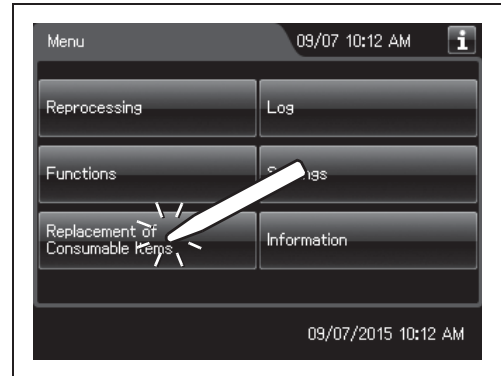 Menu 09/07 10:12 AM i
Reprocessing Log
Functions
Replacement of
Consumable Items Information
09/07/2015 10:12 AM